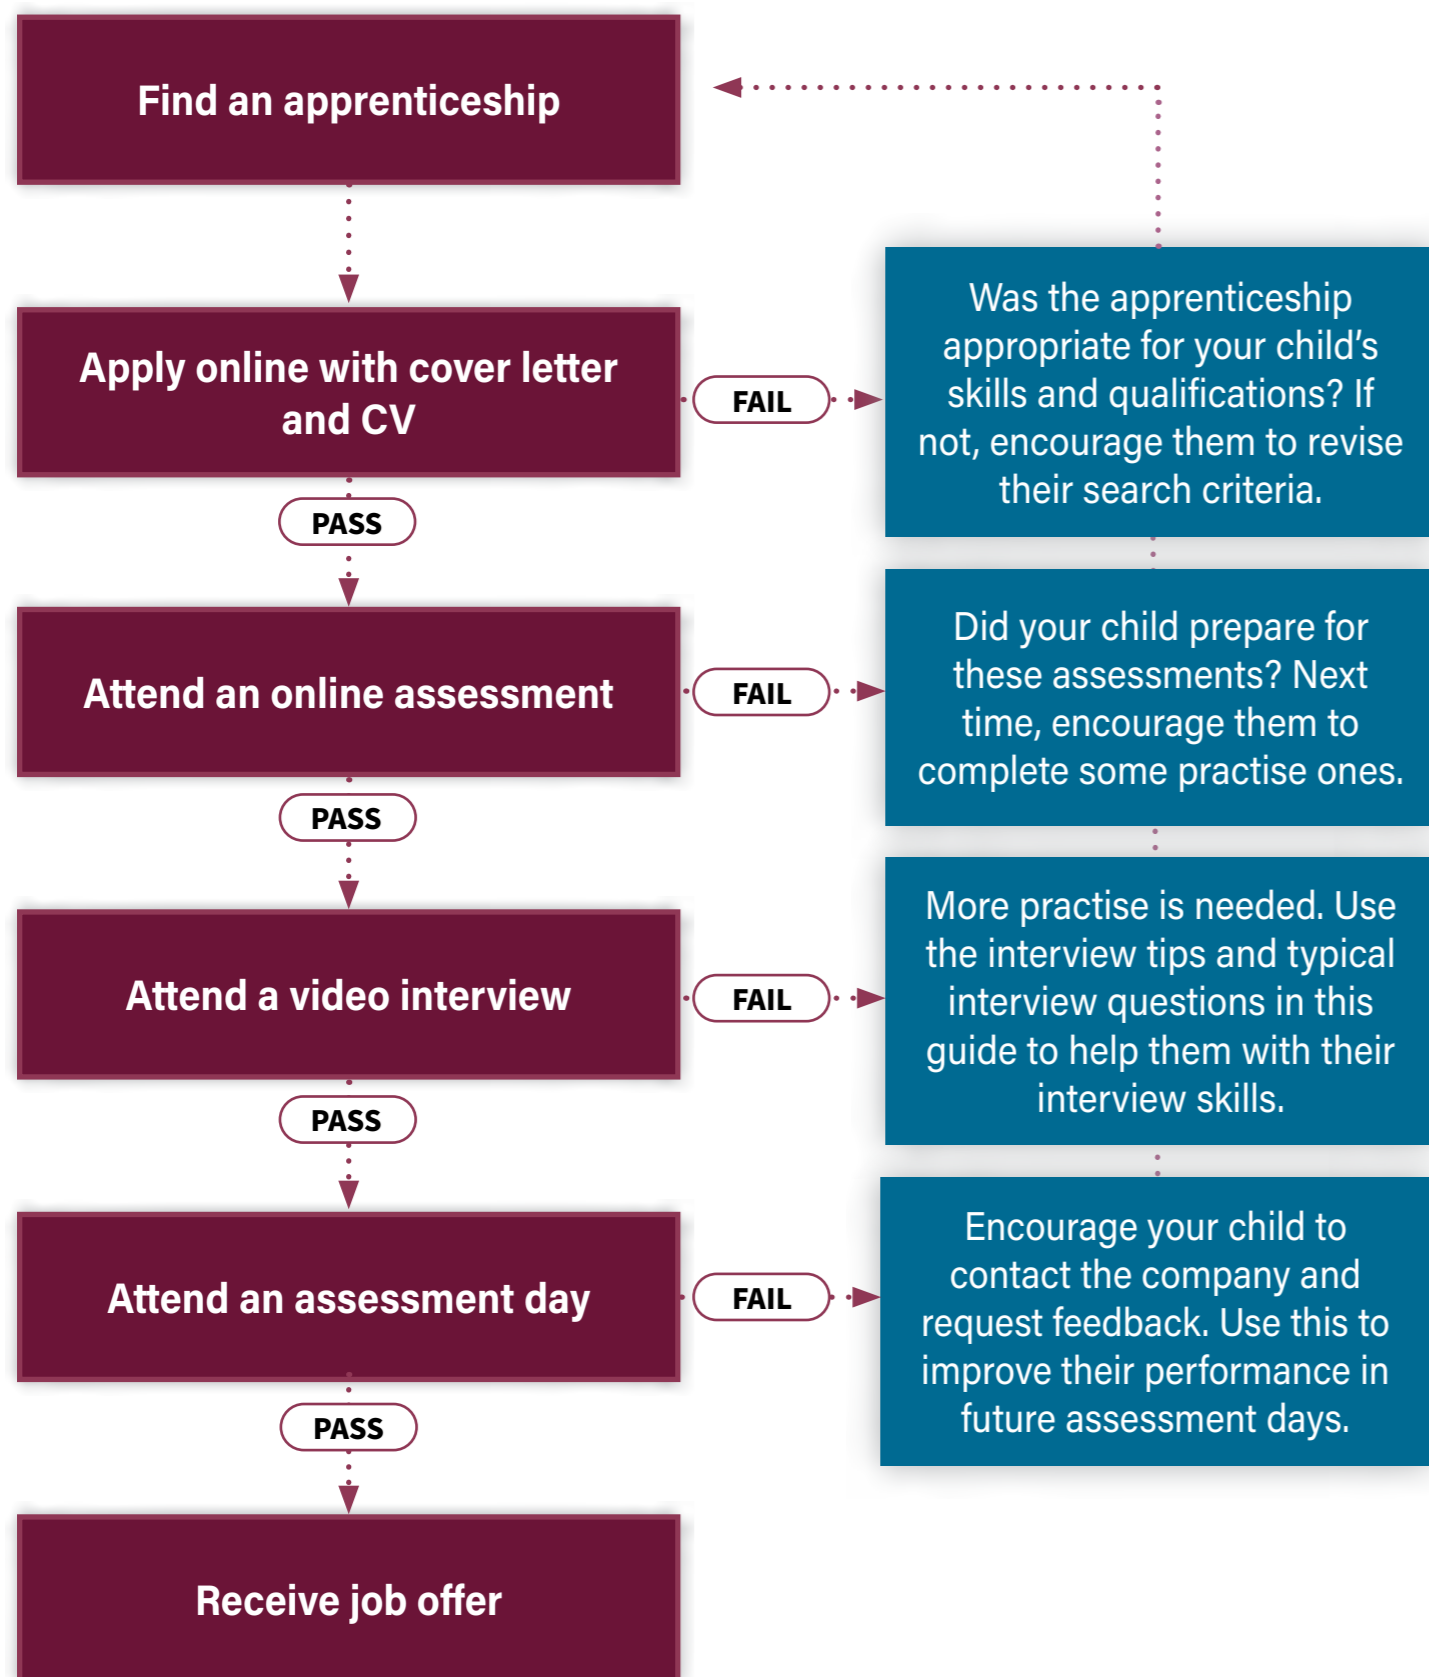 Find an apprenticeship
Apply online with cover letter
and CV
FAIL
Was the apprenticeship
appropriate for your child's
skills and qualifications? If
not, encourage them to revise
their search criteria.
PASS
Attend an online assessment
FAIL
Did your child prepare for
these assessments? Next
time, encourage them to
complete some practise ones.
PASS
Attend a video interview
FAIL
More practise is needed. Use
the interview tips and typical
interview questions in this
guide to help them with their
interview skills.
PASS
Attend an assessment day
FAIL
Encourage your child to
contact the company and
request feedback. Use this to
improve their performance in
future assessment days.
PASS
Receive job offer